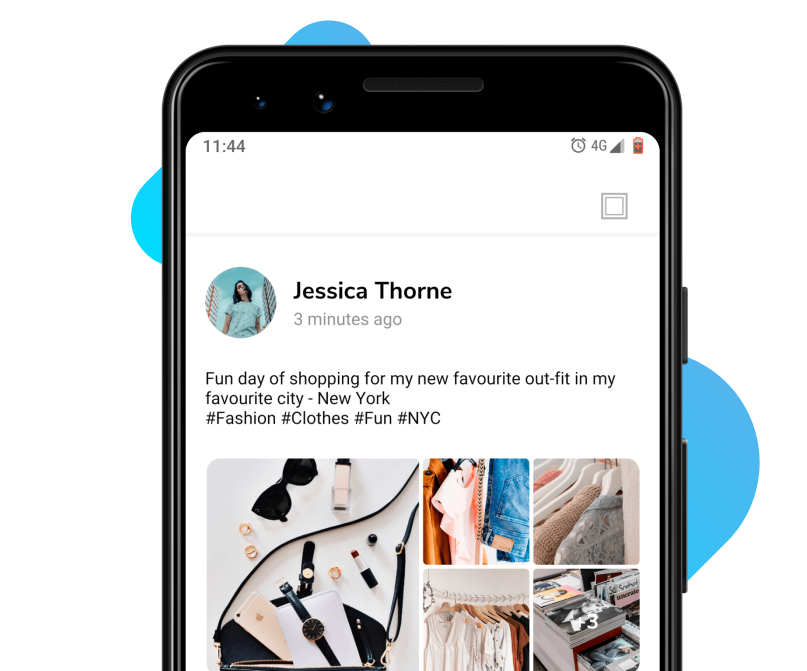 11:44
4G
Jessica Thorne
3 minutes ago
Fun day of shopping for my new favourite out-fit in my
favourite city - New York
#Fashion #Clothes #Fun #NYC
+3